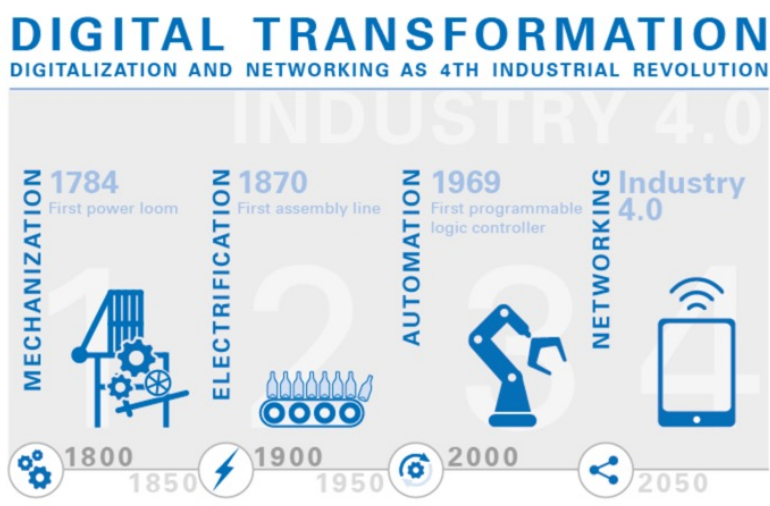 DIGITAL TRANSFORMATION
DIGITALIZATION AND NETWORKING AS 4TH INDUSTRIAL REVOLUTION
INDUSTRY 4.0
MECHANIZATION
1784
First power loom
1
ELECTRIFICATION
1870
First assembly line
2
AUTOMATION
1969
First programmable
logic controller
3
NETWORKING
Industry
4.0
4
1800
1850
1900
1950
2000
2050